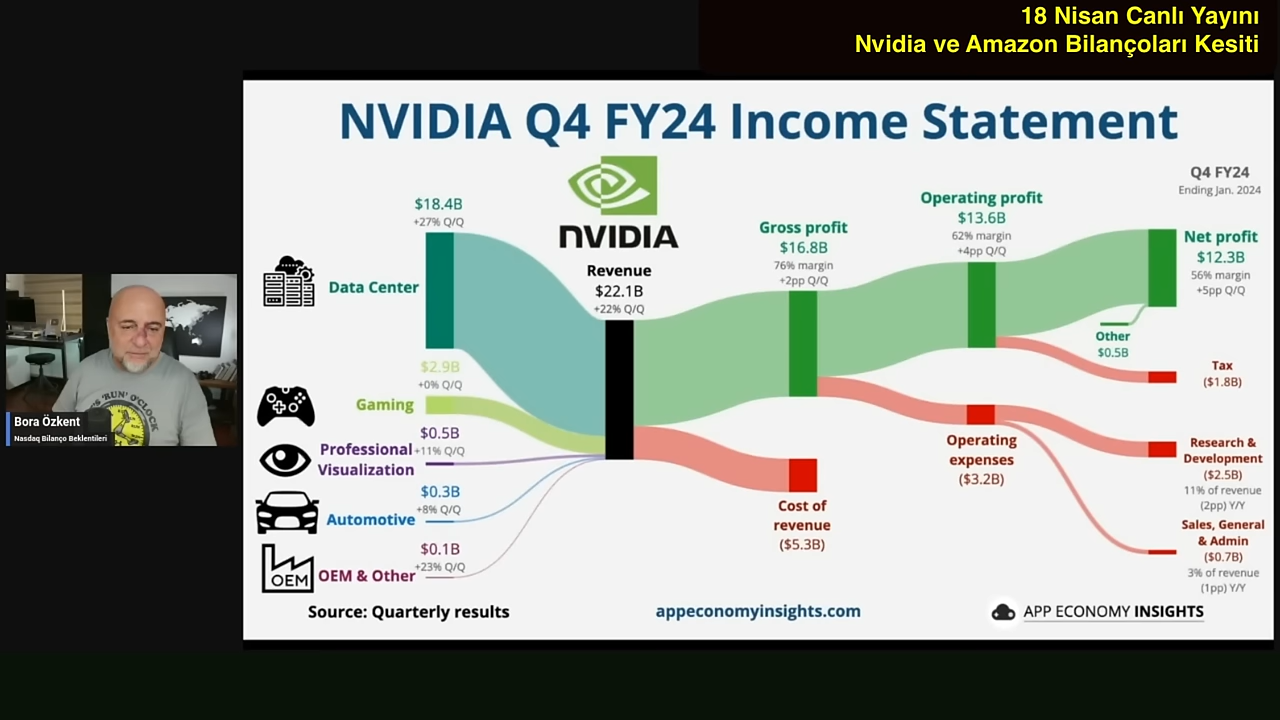 18 Nisan Canlı Yayını
Nvidia ve Amazon Bilançoları Kesiti
NVIDIA Q4 FY24 Income Statement
Q4 FY24
Ending Jan. 2024
NVIDIA
$18.4B
+27% Q/Q
Data Center
$2.9B
+0% Q/Q
Gaming
$0.5B
+11% Q/Q
Professional
Visualization
$0.3B
+8% Q/Q
Automotive
$0.1B
+23% Q/Q
OEM
OEM & Other
Revenue
$22.1B
+22% Q/Q
Gross profit
$16.8B
76% margin
+2pp Q/Q
Cost of
revenue
($5.3B)
Operating profit
$13.6B
62% margin
+4pp Q/Q
Operating
expenses
($3.2B)
Net profit
$12.3B
56% margin
+5pp Q/Q
Other
$0.5B
Tax
($1.8B)
Research &
Development
($2.5B)
11% of revenue
(2pp) Y/Y
Sales, General
& Admin
($0.7B)
3% of revenue
(1pp) Y/Y
Source: Quarterly results
appeconomyinsights.com
APP ECONOMY INSIGHTS
'RUN' O'CLOCK
Bora Özkent
Nasdaq Bilanço Beklentileri